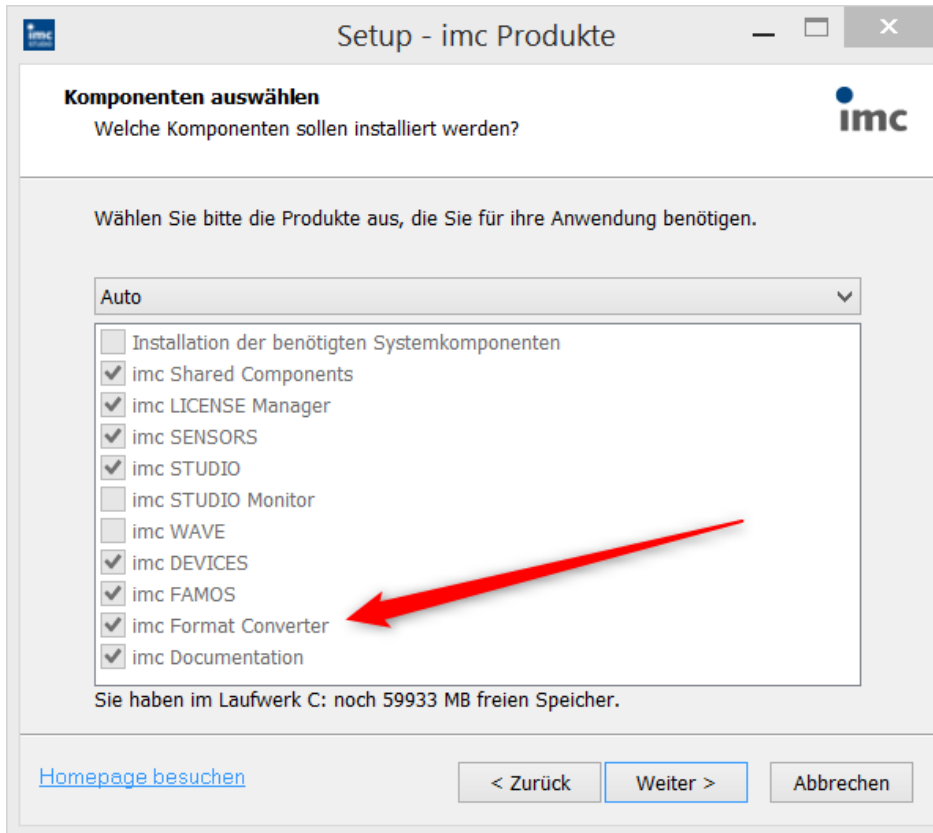 imc
STUDIO
Setup - imc Produkte
Komponenten auswählen
Welche Komponenten sollen installiert werden?
imc
Wählen Sie bitte die Produkte aus, die Sie für ihre Anwendung benötigen.
Auto
Installation der benötigten Systemkomponenten
imc Shared Components
imc LICENSE Manager
imc SENSORS
imc STUDIO
imc STUDIO Monitor
imc WAVE
imc DEVICES
imc FAMOS
imc Format Converter
imc Documentation
Sie haben im Laufwerk C: noch 59933 MB freien Speicher.
Homepage besuchen
< Zurück
Weiter >
Abbrechen